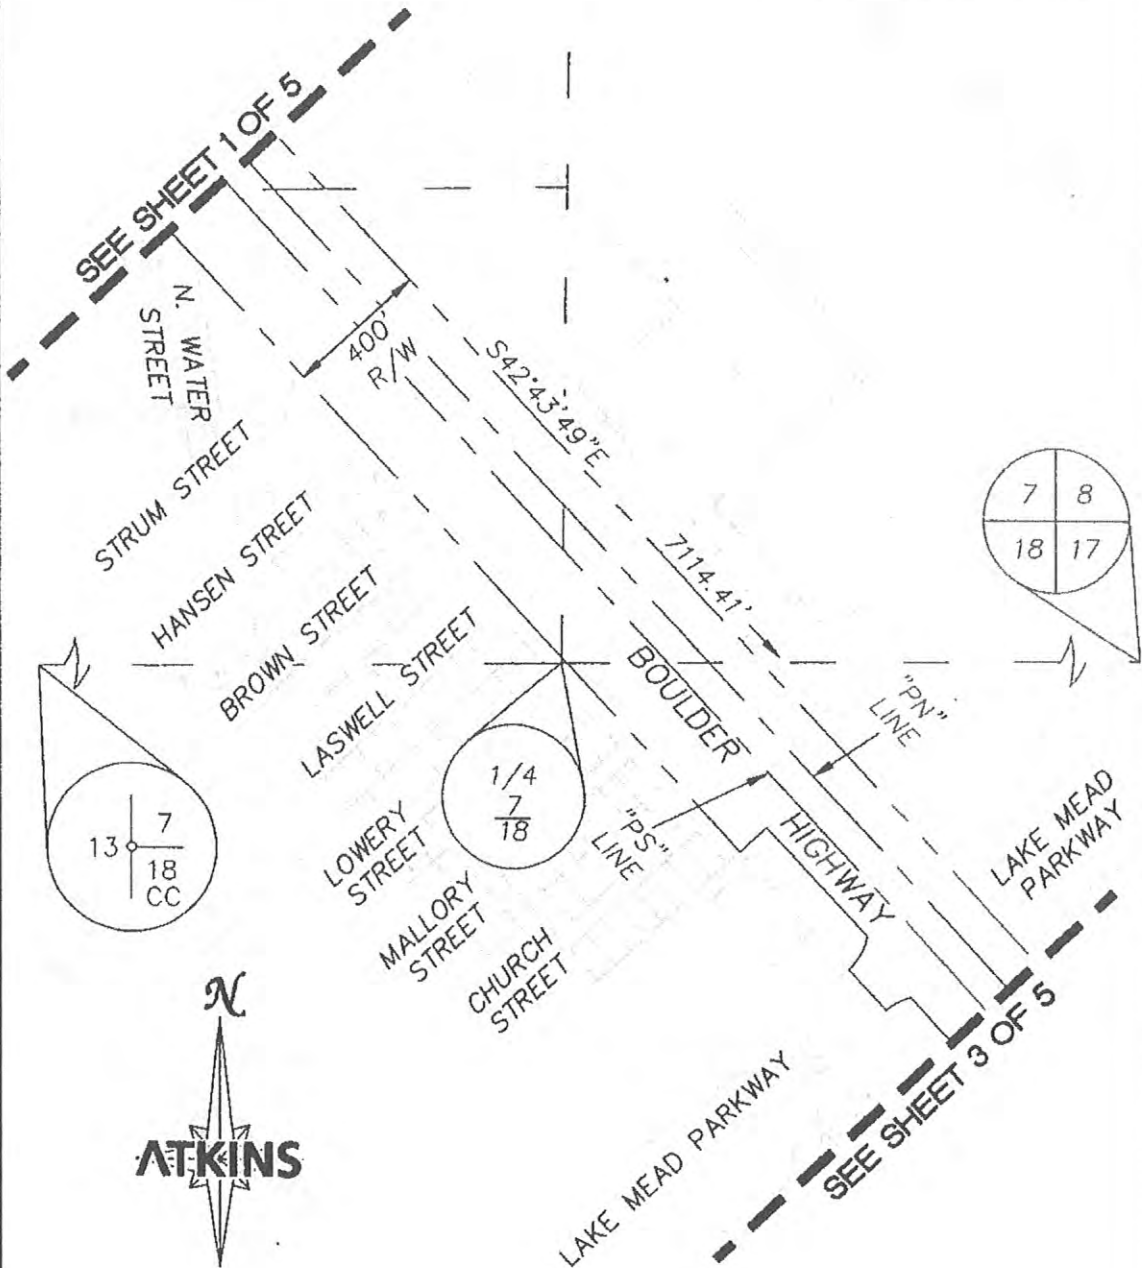 SEE SHEET 1 OF 5
N. WATER
STREET
400'
R/W
S42°43'49"E
STRUM STREET
HANSEN STREET
BROWN STREET
LASWELL STREET
7114.41'
7 8
18 17
BOULDER
HIGHWAY
"PN"
LINE
"PS"
LINE
1/4
7
18
13 7
18
CC
LOWERY
STREET
MALLORY
STREET
CHURCH
STREET
LAKE MEAD
PARKWAY
N
ATKINS
LAKE MEAD PARKWAY
SEE SHEET 3 OF 5